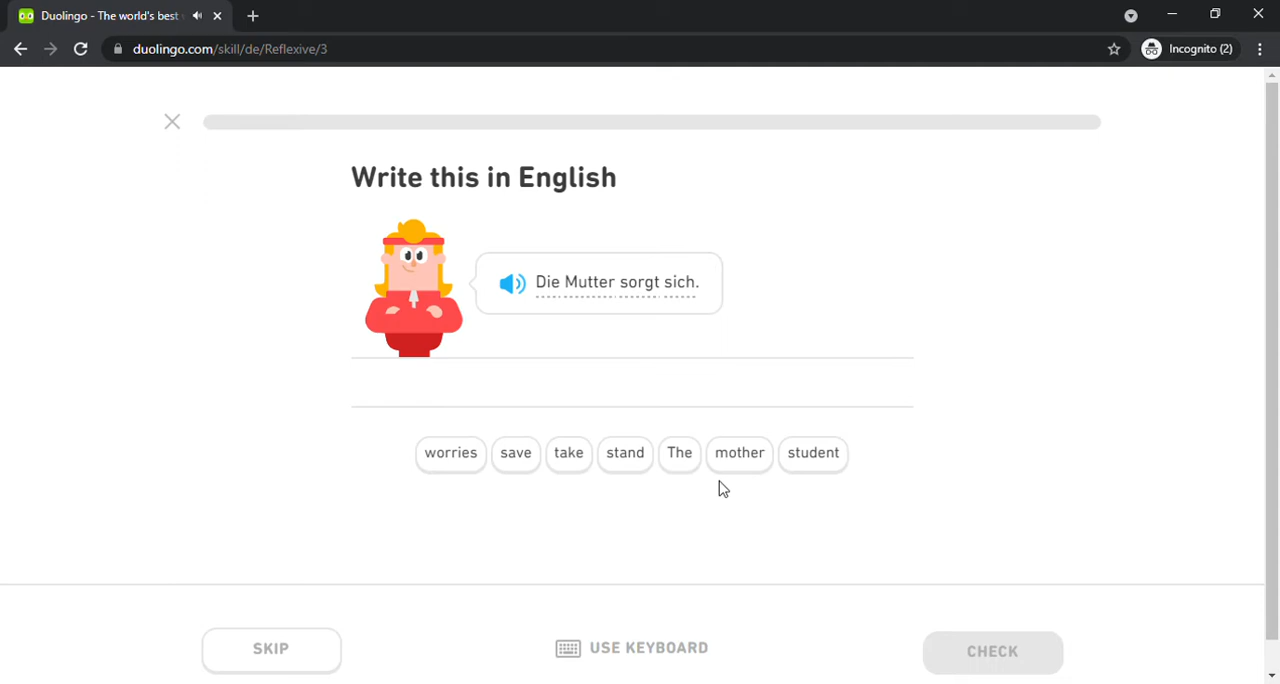 Duolingo - The world's best
duolingo.com/skill/de/Reflexive/3
Incognito (2)
Write this in English
Die Mutter sorgt sich.
worries save take stand The mother student
SKIP
USE KEYBOARD
CHECK